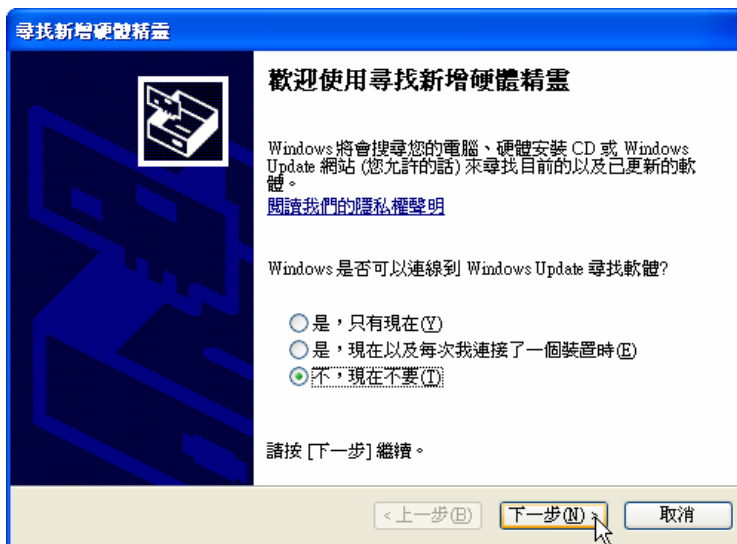 尋找新增硬體精靈
歡迎使用尋找新增硬體精靈
Windows 將會搜尋您的電腦、硬體安裝 CD 或 Windows
Update 網站 (您允許的話) 來尋找目前的以及已更新的軟
體。
閱讀我們的隱私權聲明
Windows 是否可以連線到 Windows Update 尋找軟體?
是，只有現在(Y)
是，現在以及每次我連接了一個裝置時(E)
不，現在不要(T)
請按 [下一步] 繼續。
<上一步(B) 下一步(N) > 取消